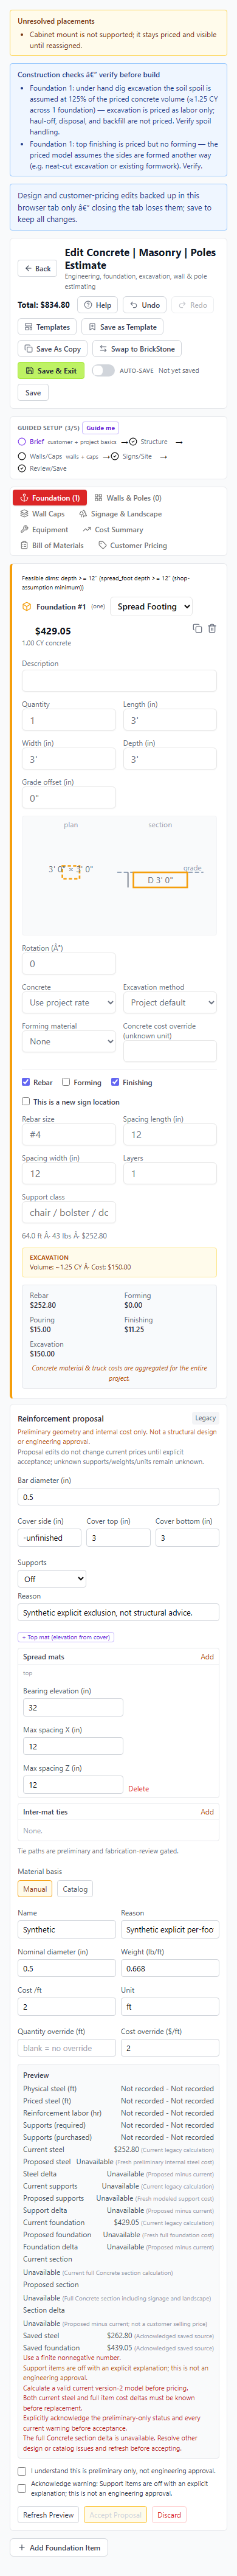 Unresolved placements
Cabinet mount is not supported; it stays priced and visible until reassigned.
Construction checks â€" verify before build
Foundation 1: under hand dig excavation the soil spoil is assumed at 125% of the priced concrete volume (≈1.25 CY across 1 foundation) — excavation is priced as labor only; haul-off, disposal, and backfill are not priced. Verify spoil handling.
Foundation 1: top finishing is priced but no forming — the priced model assumes the sides are formed another way (e.g. neat-cut excavation or existing formwork). Verify.
Design and customer-pricing edits backed up in this browser tab only â€" closing the tab loses them; save to keep all changes.
Back
Edit Concrete | Masonry | Poles Estimate
Engineering, foundation, excavation, wall & pole estimating
Total: $834.80
Help
Undo
Redo
Templates
Save as Template
Save As Copy
Swap to BrickStone
Save & Exit
AUTO-SAVE
Not yet saved
Save
GUIDED SETUP (3/5)
Guide me
Brief customer + project basics →
Structure →
Walls/Caps walls + caps →
Signs/Site →
Review/Save
Foundation (1)
Walls & Poles (0)
Wall Caps
Signage & Landscape
Equipment
Cost Summary
Bill of Materials
Customer Pricing
Feasible dims: depth >= 12" (spread_foot depth >= 12" (shop-assumption minimum))
Foundation #1 (one) Spread Footing
$429.05
1.00 CY concrete
Description
Quantity
Length (in)
1
3'
Width (in)
Depth (in)
3'
3'
Grade offset (in)
0"
plan
section
3' 0" × 3' 0"
grade
D 3' 0"
Rotation (Â°)
0
Concrete
Excavation method
Use project rate
Project default
Forming material
Concrete cost override (unknown unit)
None
Rebar
Forming
Finishing
This is a new sign location
Rebar size
Spacing length (in)
#4
12
Spacing width (in)
Layers
12
1
Support class
chair / bolster / dc
64.0 ft Â· 43 lbs Â· $252.80
EXCAVATION
Volume: ~1.25 CY Â· Cost: $150.00
Rebar
Forming
$252.80
$0.00
Pouring
Finishing
$15.00
$11.25
Excavation
$150.00
Concrete material & truck costs are aggregated for the entire project.
Reinforcement proposal
Legacy
Preliminary geometry and internal cost only. Not a structural design or engineering approval.
Proposal edits do not change current prices until explicit acceptance; unknown supports/weights/units remain unknown.
Bar diameter (in)
0.5
Cover side (in)
Cover top (in)
Cover bottom (in)
-unfinished
3
3
Supports
Off
Reason
Synthetic explicit exclusion, not structural advice.
+ Top mat (elevation from cover)
Spread mats
Add
top
Bearing elevation (in)
32
Max spacing X (in)
12
Max spacing Z (in)
12
Delete
Inter-mat ties
Add
None.
Tie paths are preliminary and fabrication-review gated.
Material basis
Manual
Catalog
Name
Reason
Synthetic
Synthetic explicit per-foo
Nominal diameter (in)
Weight (lb/ft)
0.5
0.668
Cost /ft
Unit
2
ft
Quantity override (ft)
Cost override ($/ft)
blank = no override
2
Preview
Physical steel (ft) Not recorded - Not recorded
Priced steel (ft) Not recorded - Not recorded
Reinforcement labor (hr) Not recorded - Not recorded
Supports (required) Not recorded - Not recorded
Supports (purchased) Not recorded - Not recorded
Current steel $252.80 (Current legacy calculation)
Proposed steel Unavailable (Fresh preliminary internal steel cost)
Steel delta Unavailable (Proposed minus current)
Current supports Unavailable (Current legacy calculation)
Proposed supports Unavailable (Fresh modeled support cost)
Support delta Unavailable (Proposed minus current)
Current foundation $429.05 (Current legacy calculation)
Proposed foundation Unavailable (Fresh full foundation cost)
Foundation delta Unavailable (Proposed minus current)
Current section
Unavailable (Current full Concrete section calculation)
Proposed section
Unavailable (Full Concrete section including signage and landscape)
Section delta
Unavailable (Proposed minus current, not a customer selling price)
Saved steel $262.80 (Acknowledged saved source)
Saved foundation $439.05 (Acknowledged saved source)
Use a finite nonnegative number.
Support items are off with an explicit explanation; this is not an engineering approval.
Calculate a valid current version-2 model before pricing.
Both current steel and full item cost deltas must be known before replacement.
Explicitly acknowledge the preliminary-only status and every current warning before acceptance.
The full Concrete section delta is unavailable. Resolve other design or catalog issues and refresh before accepting.
I understand this is preliminary only, not engineering approval.
Acknowledge warning: Support items are off with an explicit explanation; this is not an engineering approval.
Refresh Preview
Accept Proposal
Discard
+ Add Foundation Item